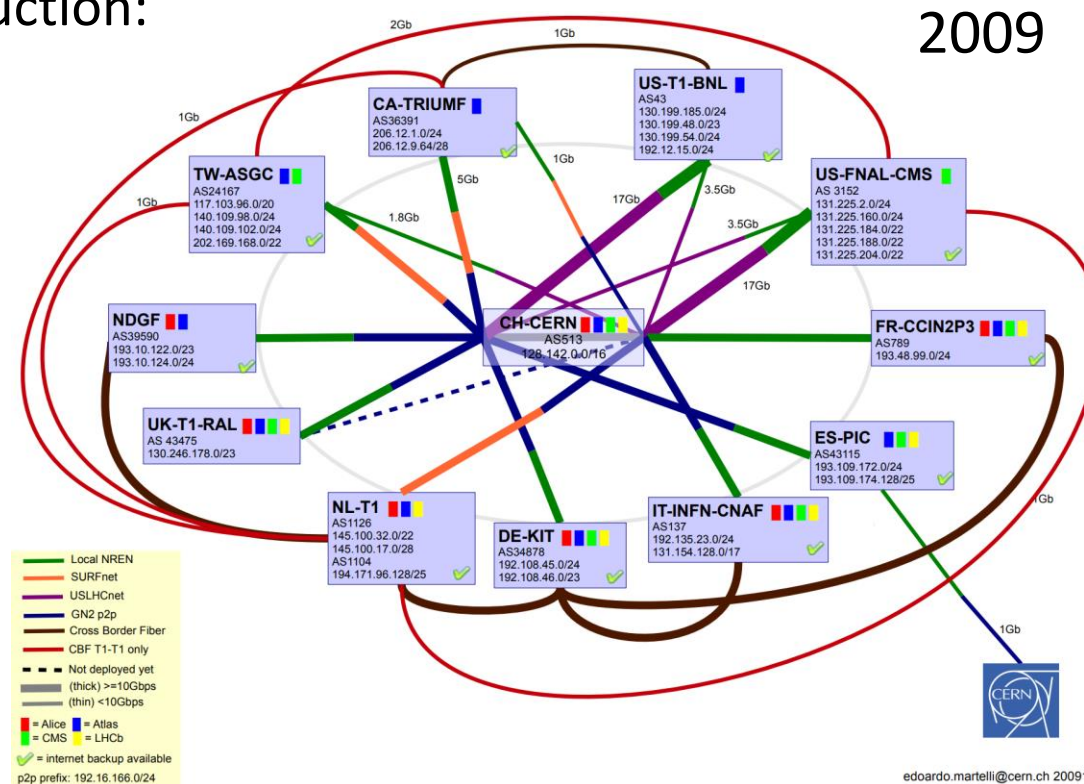 uction:
2009
2Gb
1Gb
1Gb
CA-TRIUMF
AS36391
206.12.1.0/24
206.12.9.64/28
US-T1-BNL
AS43
130.199.185.0/24
130.199.48.0/23
130.199.54.0/24
192.12.15.0/24
TW-ASGC
AS24167
117.103.96.0/20
140.109.98.0/24
140.109.102.0/24
202.169.168.0/22
US-FNAL-CMS
AS 3152
131.225.2.0/24
131.225.160.0/24
131.225.184.0/22
131.225.188.0/22
131.225.204.0/22
1Gb
5Gb
1Gb
17Gb
3.5Gb
1.8Gb
3.5Gb
17Gb
NDGF
AS39590
193.10.122.0/23
193.10.124.0/24
CH-CERN
AS513
128.142.0.0/16
FR-CCIN2P3
AS789
193.48.99.0/24
UK-T1-RAL
AS 43475
130.246.178.0/23
ES-PIC
AS43115
193.109.172.0/24
193.109.174.128/25
NL-T1
AS1126
145.100.32.0/22
145.100.17.0/28
AS1104
194.171.96.128/25
DE-KIT
AS34878
192.108.45.0/24
192.108.46.0/23
IT-INFN-CNAF
AS137
192.135.23.0/24
131.154.128.0/17
1Gb
1Gb
CERN
Local NREN
SURFnet
USLHCnet
GN2 p2p
Cross Border Fiber
CBF T1-T1 only
Not deployed yet
(thick) >=10Gbps
(thin) <10Gbps
= Alice = Atlas
= CMS = LHCb
= internet backup available
p2p prefix: 192.16.166.0/24
edoardo.martelli@cern.ch 2009